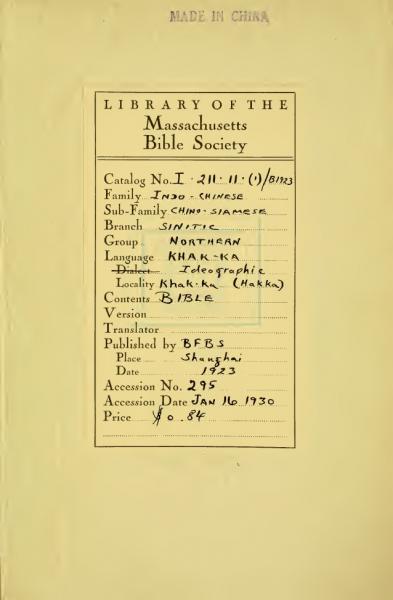 MADE IN CHINA
LIBRARY OF THE
Massachusetts
Bible Society
Catalog No. I · 211 · 11 · (1)/B1923
Family INDO - CHINESE
Sub-Family CHINO - SIAMESE
Branch SINITIC
Group NORTHERN
Language KHAK-KA
Dialect Ideographic
Locality Khak-ka (Hakka)
Contents BIBLE
Version
Translator
Published by BFBS
Place Shanghai
Date 1923
Accession No. 295
Accession Date JAN 16 1930
Price $0.84